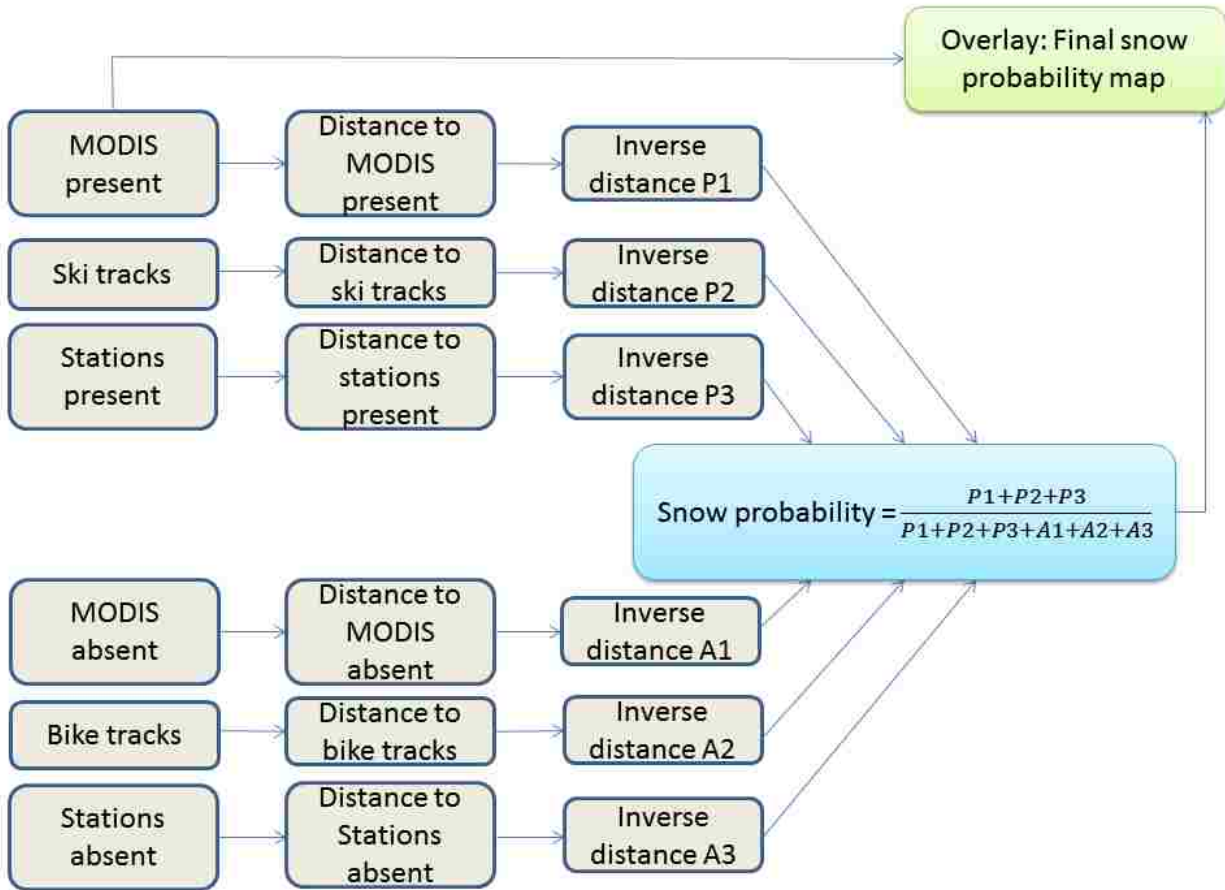 Overlay: Final snow
probability map
MODIS
present
Distance to
MODIS
present
Inverse
distance P1
Ski tracks
Distance to
ski tracks
Inverse
distance P2
Stations
present
Distance to
stations
present
Inverse
distance P3
Snow probability = P1+P2+P3
P1+P2+P3+A1+A2+A3
MODIS
absent
Distance to
MODIS
absent
Inverse
distance A1
Bike tracks
Distance to
bike tracks
Inverse
distance A2
Stations
absent
Distance to
Stations
absent
Inverse
distance A3